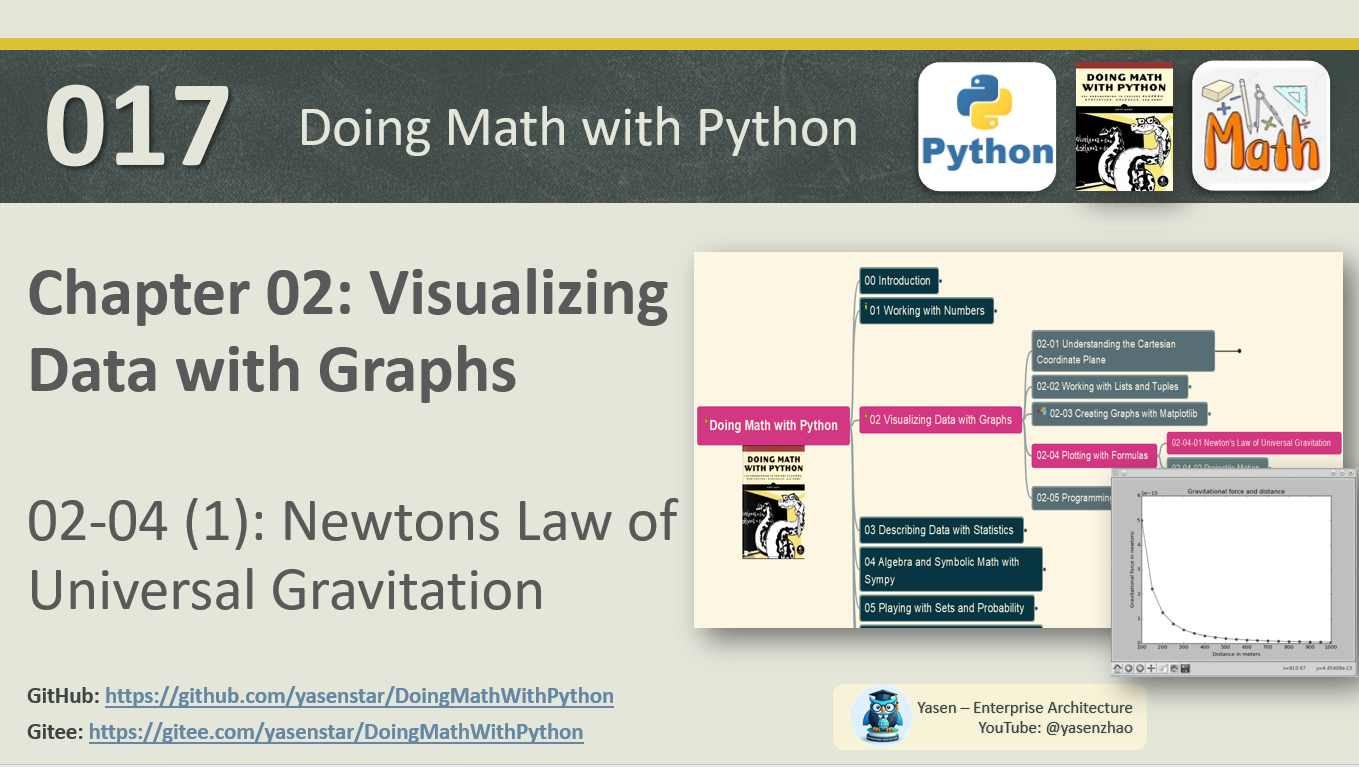 017
Doing Math with Python
Python
DOING MATH
WITH PYTHON
Math
Chapter 02: Visualizing
Data with Graphs
02-04 (1): Newtons Law of
Universal Gravitation
GitHub: https://github.com/yasenstar/DoingMathWithPython
Gitee: https://gitee.com/yasenstar/DoingMathWithPython
Doing Math with Python
DOING MATH
WITH PYTHON
00 Introduction
01 Working with Numbers
02 Visualizing Data with Graphs
02-01 Understanding the Cartesian
Coordinate Plane
02-02 Working with Lists and Tuples
02-03 Creating Graphs with Matplotlib
02-04 Plotting with Formulas
02-04-01 Newton's Law of Universal Gravitation
02-04-02 Projectile Motion
02-05 Programming
03 Describing Data with Statistics
04 Algebra and Symbolic Math with
Sympy
05 Playing with Sets and Probability
Gravitational force and distance
1e-15
Gravitational force in newtons
6
5
4
3
2
1
0
100 200 300 400 500 600 700 800 900 1000
Distance in meters
Yasen – Enterprise Architecture
YouTube: @yasenzhao